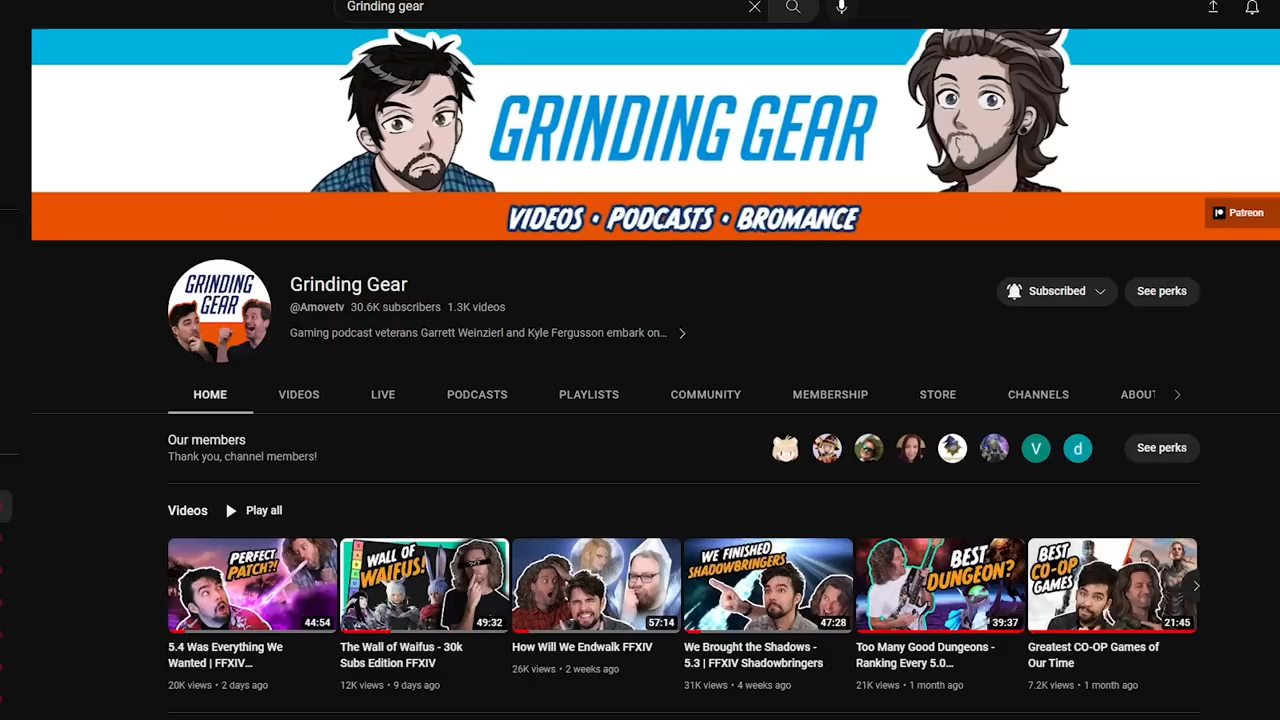 Grinding gear
GRINDING GEAR
VIDEOS • PODCASTS • BROMANCE
Patreon
GRINDING
GEAR
Grinding Gear
@Amovetv 30.6K subscribers 1.3K videos
Gaming podcast veterans Garrett Weinzierl and Kyle Fergusson embark on...
Subscribed
See perks
HOME VIDEOS LIVE PODCASTS PLAYLISTS COMMUNITY MEMBERSHIP STORE CHANNELS ABOUT
Our members
Thank you, channel members!
V
d
See perks
Videos Play all
PERFECT
PATCH?!
44:54
WALL OF
WAIFUS!
49:32
57:14
WE FINISHED
SHADOWBRINGERS
47:28
BEST
DUNGEON?
39:37
BEST
CO-OP
GAMES
21:45
5.4 Was Everything We
Wanted | FFXIV...
20K views • 2 days ago
The Wall of Waifus - 30k
Subs Edition FFXIV
12K views • 9 days ago
How Will We Endwalk FFXIV
26K views • 2 weeks ago
We Brought the Shadows -
5.3 | FFXIV Shadowbringers
31K views • 4 weeks ago
Too Many Good Dungeons -
Ranking Every 5.0...
21K views • 1 month ago
Greatest CO-OP Games of
Our Time
7.2K views • 1 month ago